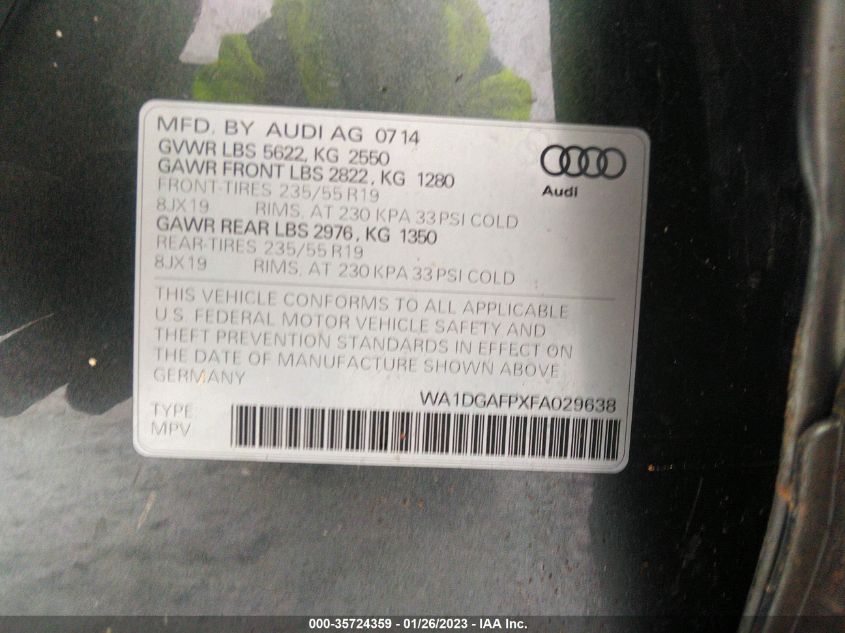 MFD. BY AUDI AG 0714
GVWR LBS 5622, KG 2550
GAWR FRONT LBS 2822, KG 1280
FRONT-TIRES 235/55 R19
8JX19 RIMS, AT 230 KPA 33 PSI COLD
GAWR REAR LBS 2976, KG 1350
REAR-TIRES 235/55 R19
8JX19 RIMS, AT 230 KPA 33 PSI COLD
Audi
THIS VEHICLE CONFORMS TO ALL APPLICABLE
U.S. FEDERAL MOTOR VEHICLE SAFETY AND
THEFT PREVENTION STANDARDS IN EFFECT ON
THE DATE OF MANUFACTURE SHOWN ABOVE
GERMANY
WA1DGAFPXFA029638
TYPE
MPV
000-35724359 - 01/26/2023 - IAA Inc.